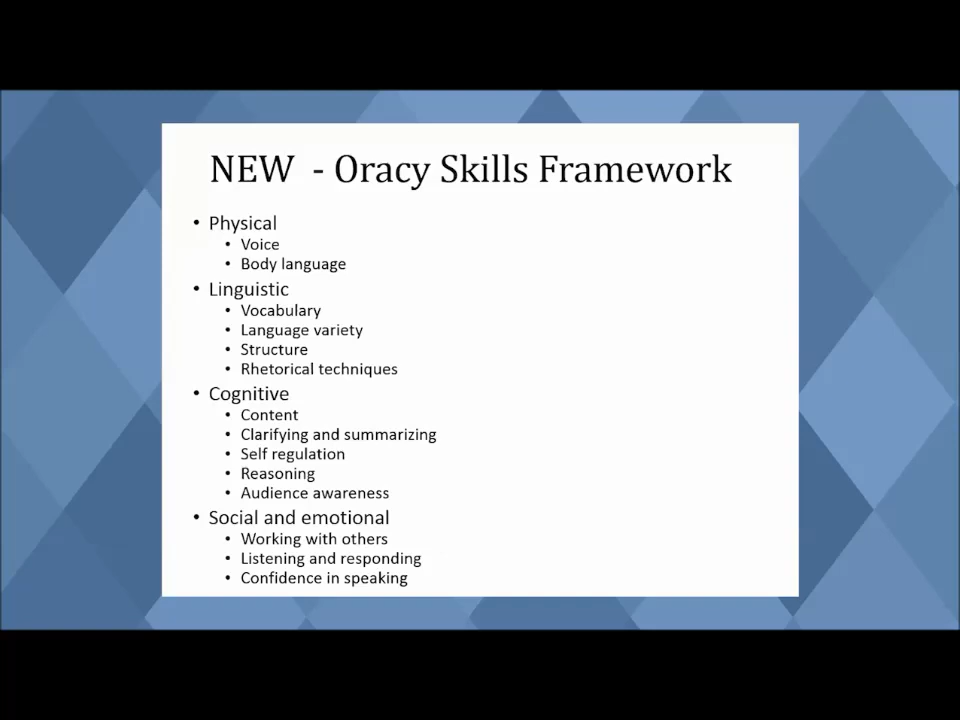 NEW - Oracy Skills Framework
• Physical
• Voice
• Body language
• Linguistic
• Vocabulary
• Language variety
• Structure
• Rhetorical techniques
• Cognitive
• Content
• Clarifying and summarizing
• Self regulation
• Reasoning
• Audience awareness
• Social and emotional
• Working with others
• Listening and responding
• Confidence in speaking